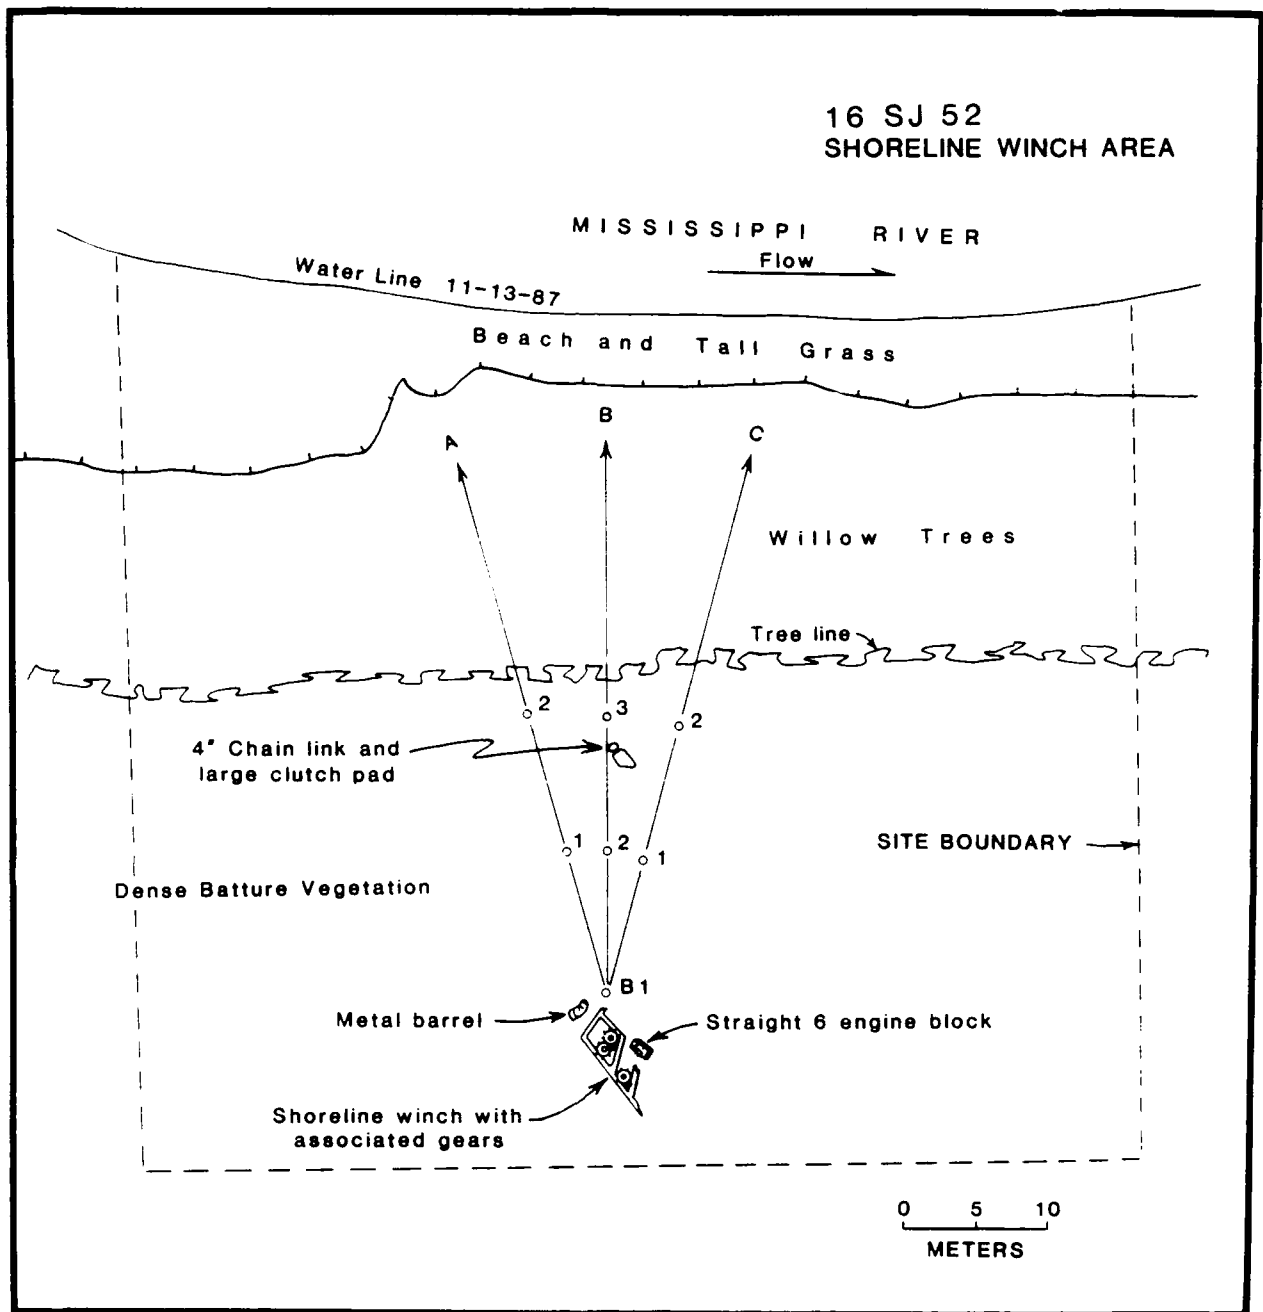 16 SJ 52
SHORELINE WINCH AREA
MISSISSIPPI RIVER
Flow
Water Line 11-13-87
Beach and Tall Grass
A
B
C
Willow Trees
Tree line
2
3
2
4" Chain link and
large clutch pad
1
2
1
SITE BOUNDARY
Dense Batture Vegetation
B1
Metal barrel
Straight 6 engine block
Shoreline winch with
associated gears
0 5 10
METERS